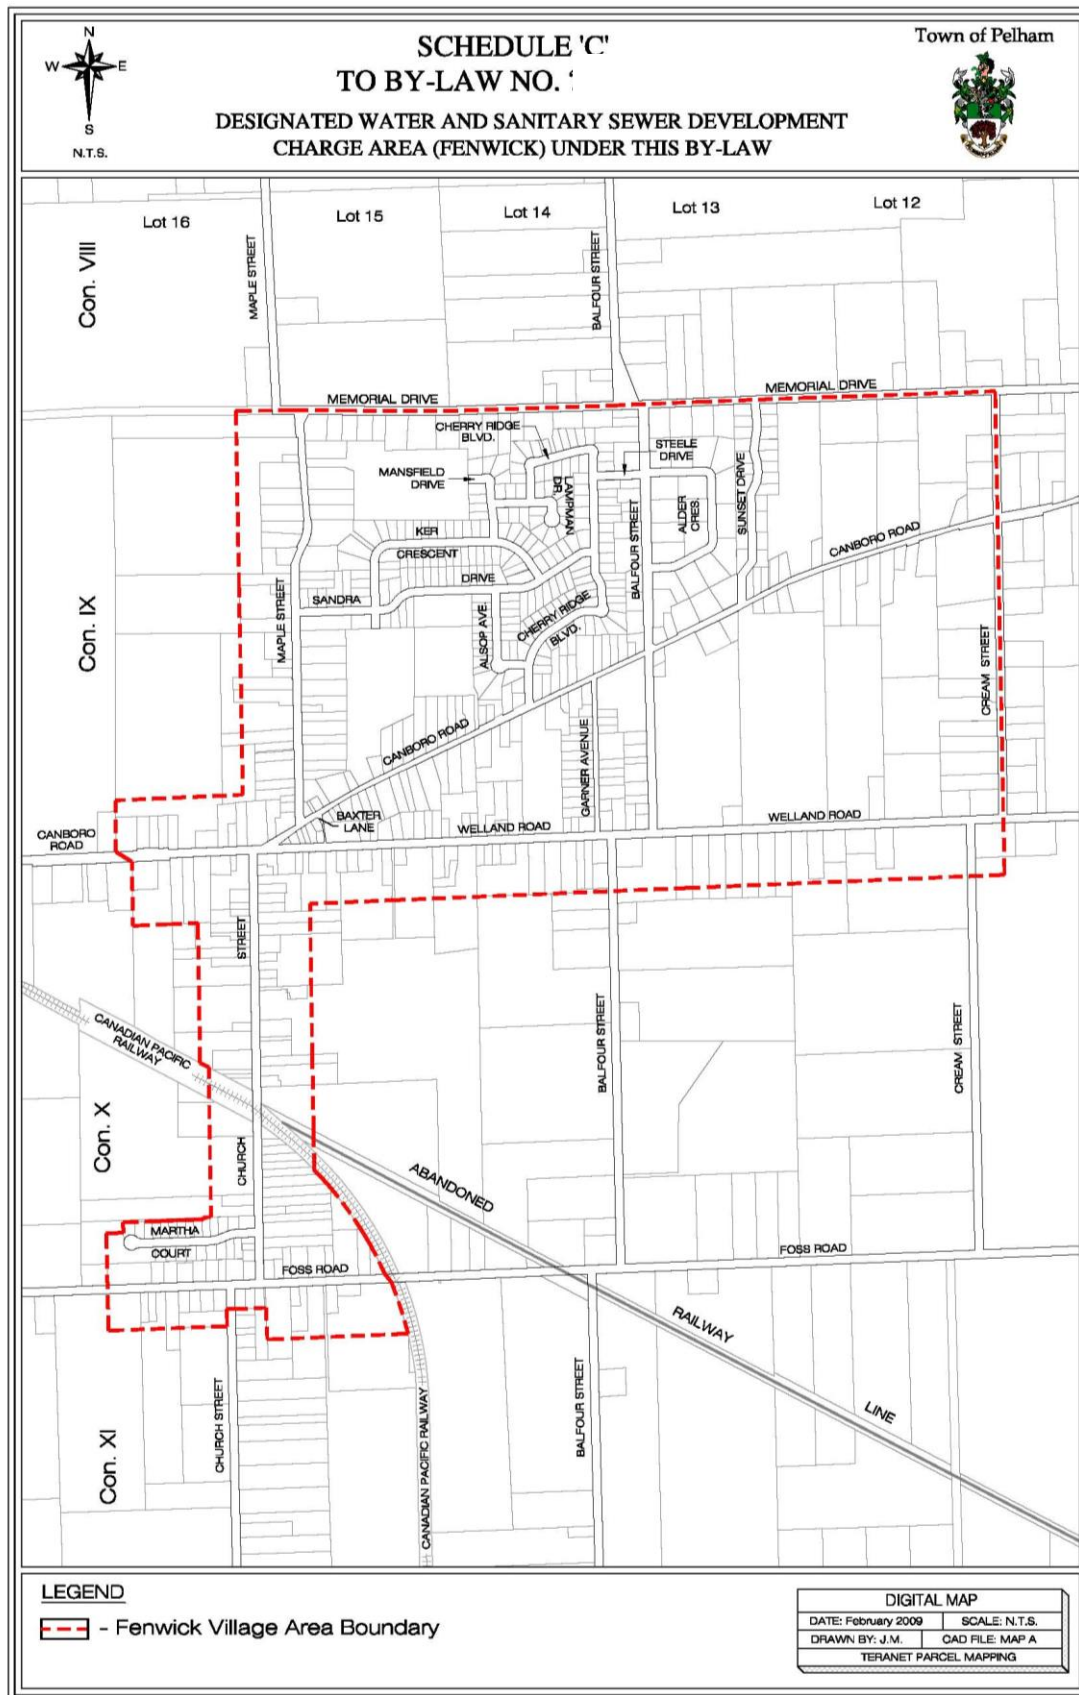 N
W E
S
N.T.S.
SCHEDULE 'C'
TO BY-LAW NO.
DESIGNATED WATER AND SANITARY SEWER DEVELOPMENT
CHARGE AREA (FENWICK) UNDER THIS BY-LAW
Town of Pelham
Lot 16
Lot 15
Lot 14
Lot 13
Lot 12
Con. VIII
MAPLE STREET
BALFOUR STREET
MEMORIAL DRIVE
MEMORIAL DRIVE
CHERRY RIDGE
BLVD.
STEELE
DRIVE
MANSFIELD
DRIVE
LAMPMAN
DR.
ALDER
CRES.
SUNSET DRIVE
KER
CRESCENT
BALFOUR STREET
CANBORO ROAD
DRIVE
SANDRA
Con. IX
MAPLE STREET
ALSOP AVE.
CHERRY RIDGE
BLVD.
CREAM STREET
CANBORO ROAD
GARNER AVENUE
BAXTER
LANE
WELLAND ROAD
WELLAND ROAD
CANBORO
ROAD
STREET
CANADIAN PACIFIC
RAILWAY
BALFOUR STREET
CREAM STREET
Con. X
CHURCH
ABANDONED
MARTHA
COURT
FOSS ROAD
FOSS ROAD
RAILWAY
LINE
Con. XI
CHURCH STREET
CANADIAN PACIFIC RAILWAY
BALFOUR STREET
LEGEND
- Fenwick Village Area Boundary
DIGITAL MAP
DATE: February 2009 SCALE: N.T.S.
DRAWN BY: J.M. CAD FILE: MAP A
TERANET PARCEL MAPPING